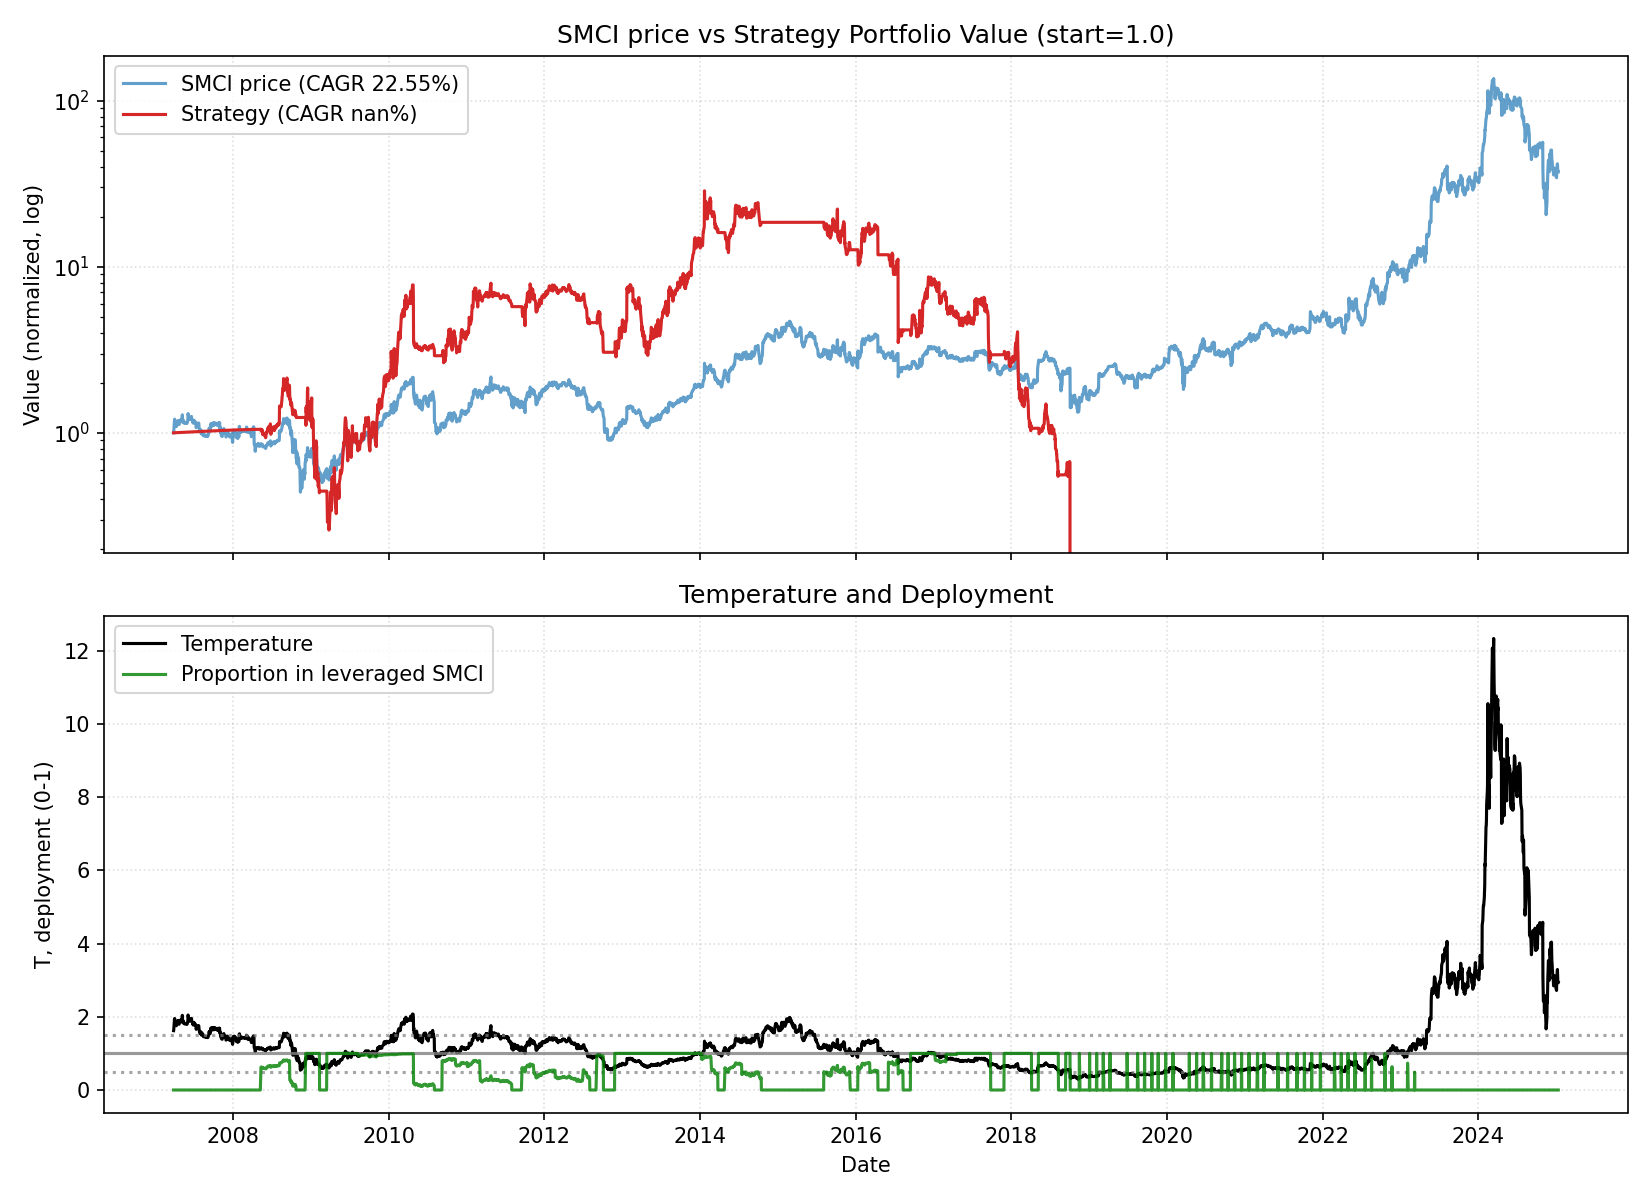 SMCI price vs Strategy Portfolio Value (start=1.0)
SMCI price (CAGR 22.55%)
Strategy (CAGR nan%)
Value (normalized, log)
10²
10¹
10⁰
Temperature and Deployment
Temperature
Proportion in leveraged SMCI
T, deployment (0-1)
12
10
8
6
4
2
0
2008 2010 2012 2014 2016 2018 2020 2022 2024
Date